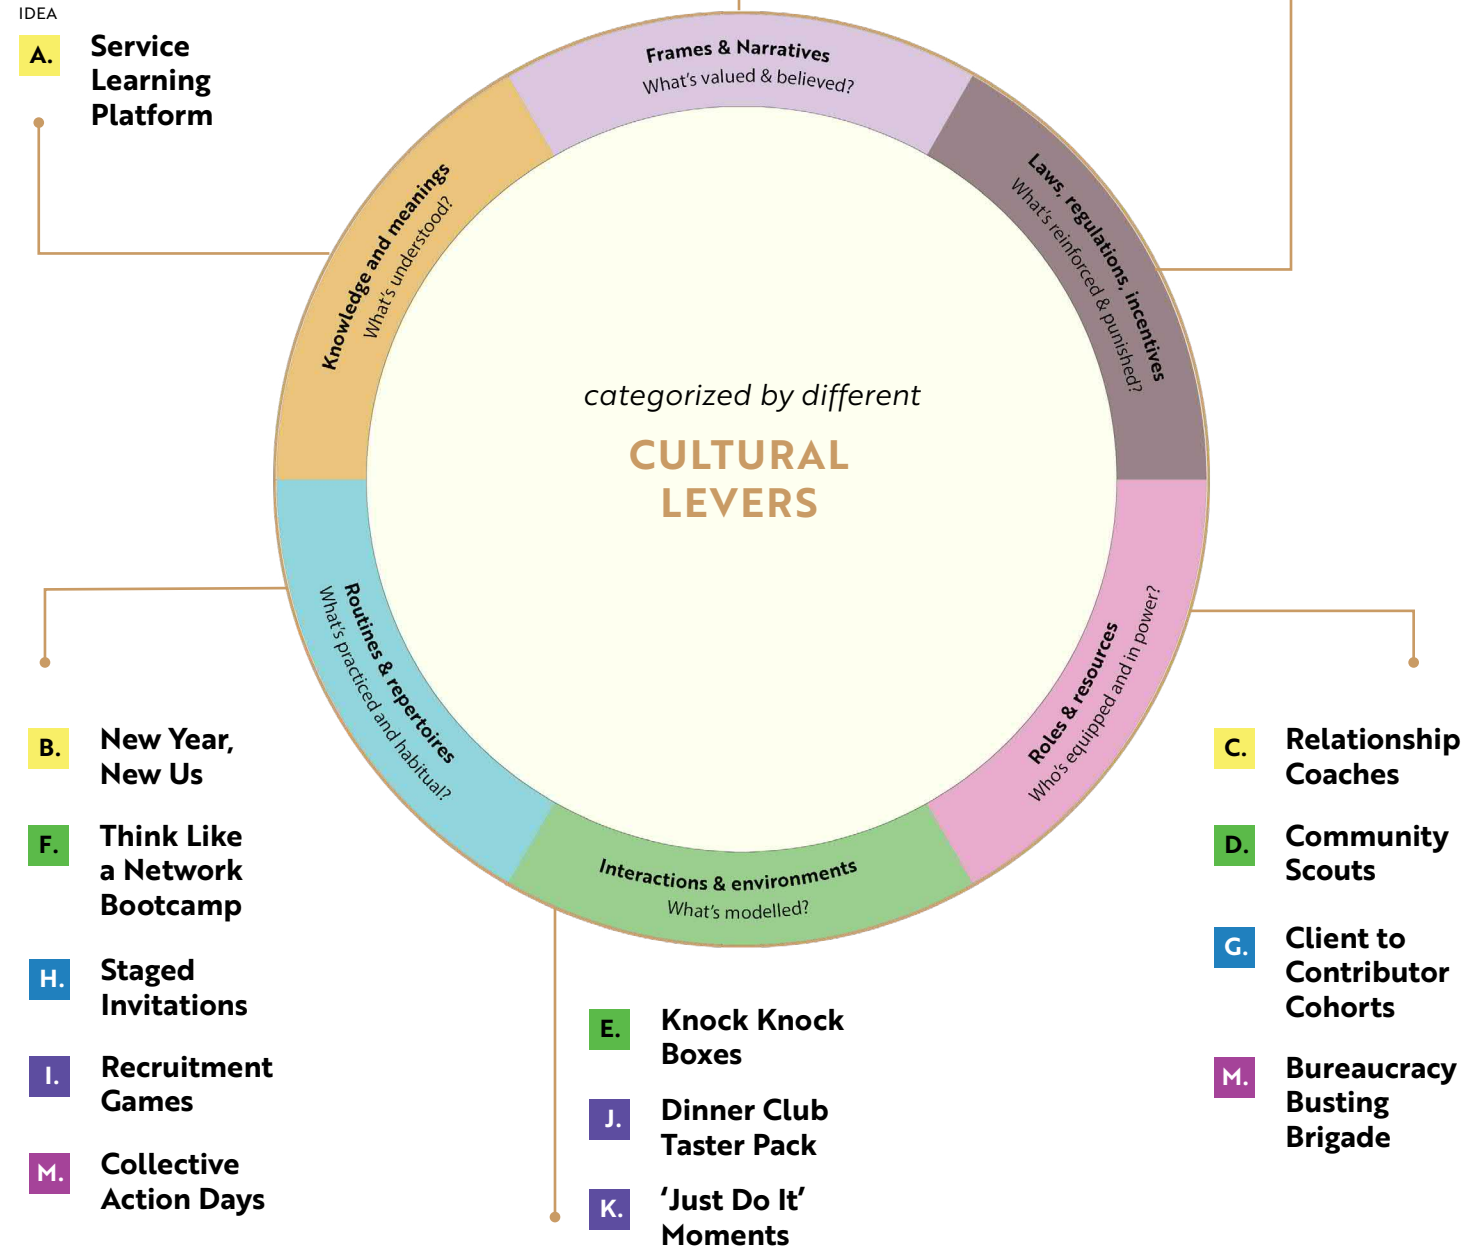 IDEA
A.
Service
Learning
Platform
Frames & Narratives
What's valued & believed?
Knowledge and meanings
What's understood?
Laws, regulations, incentives
What's reinforced & punished?
categorized by different
CULTURAL
LEVERS
Routines & repertoires
What's practiced and habitual?
Roles & resources
Who's equipped and in power?
Interactions & environments
What's modelled?
B.
New Year,
New Us
F.
Think Like
a Network
Bootcamp
H.
Staged
Invitations
I.
Recruitment
Games
M.
Collective
Action Days
E.
Knock Knock
Boxes
J.
Dinner Club
Taster Pack
K.
‘Just Do It’
Moments
C.
Relationship
Coaches
D.
Community
Scouts
G.
Client to
Contributor
Cohorts
M.
Bureaucracy
Busting
Brigade